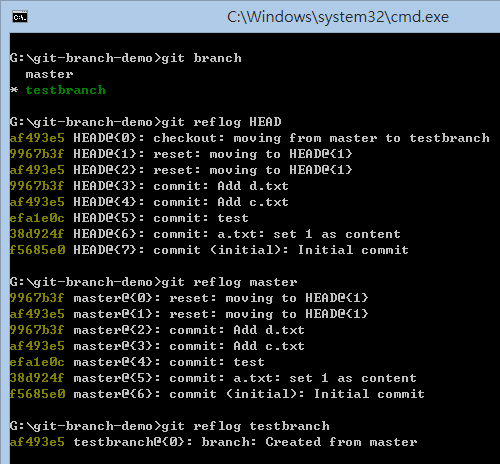 C:\Windows\system32\cmd.exe
G:\git-branch-demo>git branch
master
* testbranch
G:\git-branch-demo>git reflog HEAD
af493e5 HEAD@{0}: checkout: moving from master to testbranch
9967b3f HEAD@{1}: reset: moving to HEAD@{1}
af493e5 HEAD@{2}: reset: moving to HEAD@{1}
9967b3f HEAD@{3}: commit: Add d.txt
af493e5 HEAD@{4}: commit: Add c.txt
efa1e0c HEAD@{5}: commit: test
38d924f HEAD@{6}: commit: a.txt: set 1 as content
f5685e0 HEAD@{7}: commit (initial): Initial commit
G:\git-branch-demo>git reflog master
9967b3f master@{0}: reset: moving to HEAD@{1}
af493e5 master@{1}: reset: moving to HEAD@{1}
9967b3f master@{2}: commit: Add d.txt
af493e5 master@{3}: commit: Add c.txt
efa1e0c master@{4}: commit: test
38d924f master@{5}: commit: a.txt: set 1 as content
f5685e0 master@{6}: commit (initial): Initial commit
G:\git-branch-demo>git reflog testbranch
af493e5 testbranch@{0}: branch: Created from master